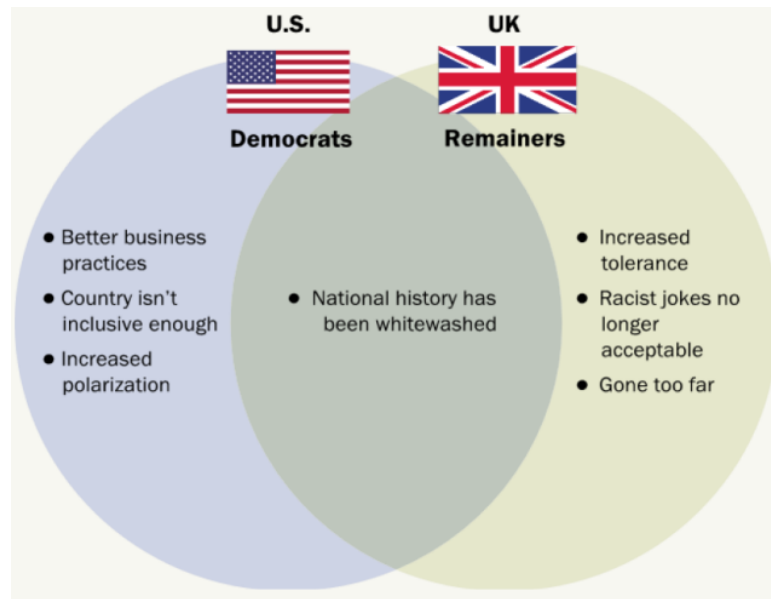 U.S.
UK
Democrats
Remainers
● Better business
practices
● Country isn't
inclusive enough
● Increased
polarization
● National history has
been whitewashed
● Increased
tolerance
● Racist jokes no
longer
acceptable
● Gone too far